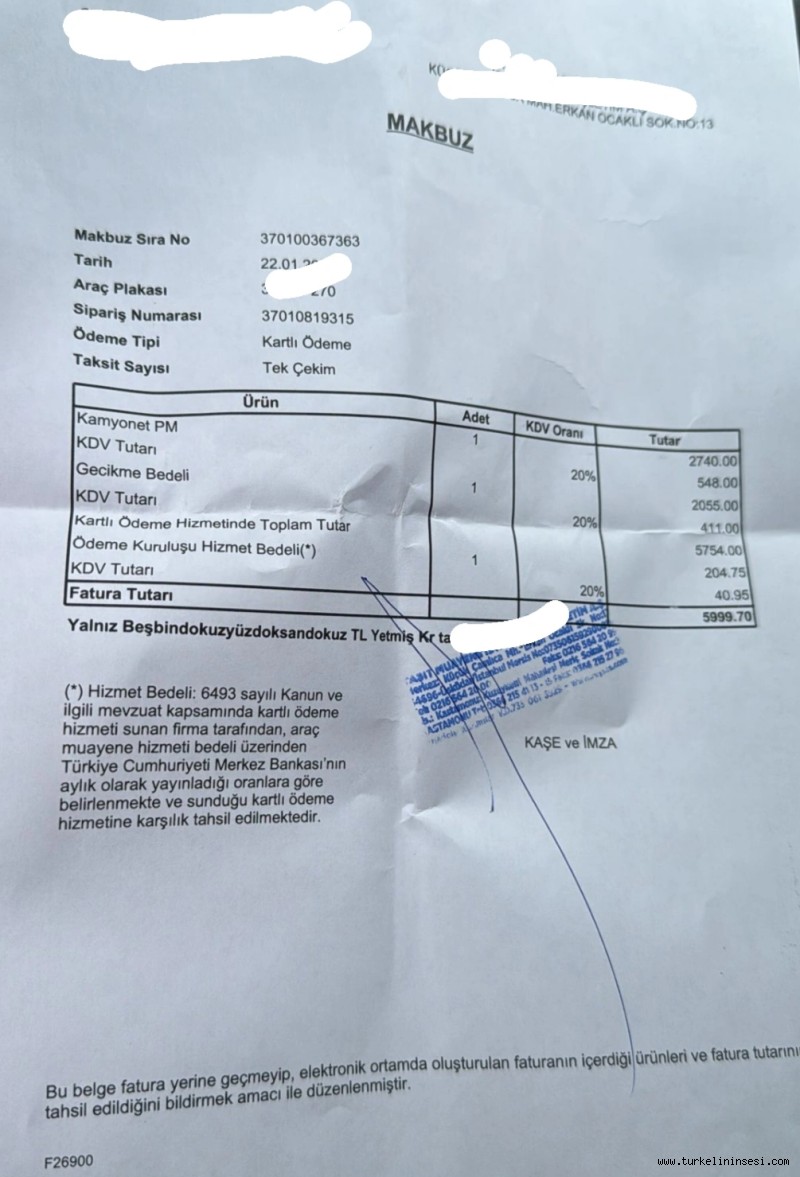 MAH.ERKAN OCAKLI SOK.NO:13
MAKBUZ
Makbuz Sıra No 370100367363
Tarih 22.01
Araç Plakası
Sipariş Numarası 37010819315
Ödeme Tipi Kartlı Ödeme
Taksit Sayısı Tek Çekim
Ürün Adet KDV Oranı Tutar
Kamyonet PM 1 2740.00
KDV Tutarı 20% 548.00
Gecikme Bedeli 1 2055.00
KDV Tutarı 20% 411.00
Kartlı Ödeme Hizmetinde Toplam Tutar 5754.00
Ödeme Kuruluşu Hizmet Bedeli(*) 1 204.75
KDV Tutarı 20% 40.95
Fatura Tutarı 5999.70
Yalnız Beşbindokuzyüzdoksandokuz TL Yetmiş Kr
(*) Hizmet Bedeli: 6493 sayılı Kanun ve
ilgili mevzuat kapsamında kartlı ödeme
hizmeti sunan firma tarafından, araç
muayene hizmeti bedeli üzerinden
Türkiye Cumhuriyeti Merkez Bankası'nın
aylık olarak yayınladığı oranlara göre
belirlenmekte ve sunduğu kartlı ödeme
hizmetine karşılık tahsil edilmektedir.
KAŞE ve İMZA
Bu belge fatura yerine geçmeyip, elektronik ortamda oluşturulan faturanın içerdiği ürünleri ve fatura tutarını
tahsil edildiğini bildirmek amacı ile düzenlenmiştir.
F26900
www.turkelininsesi.com